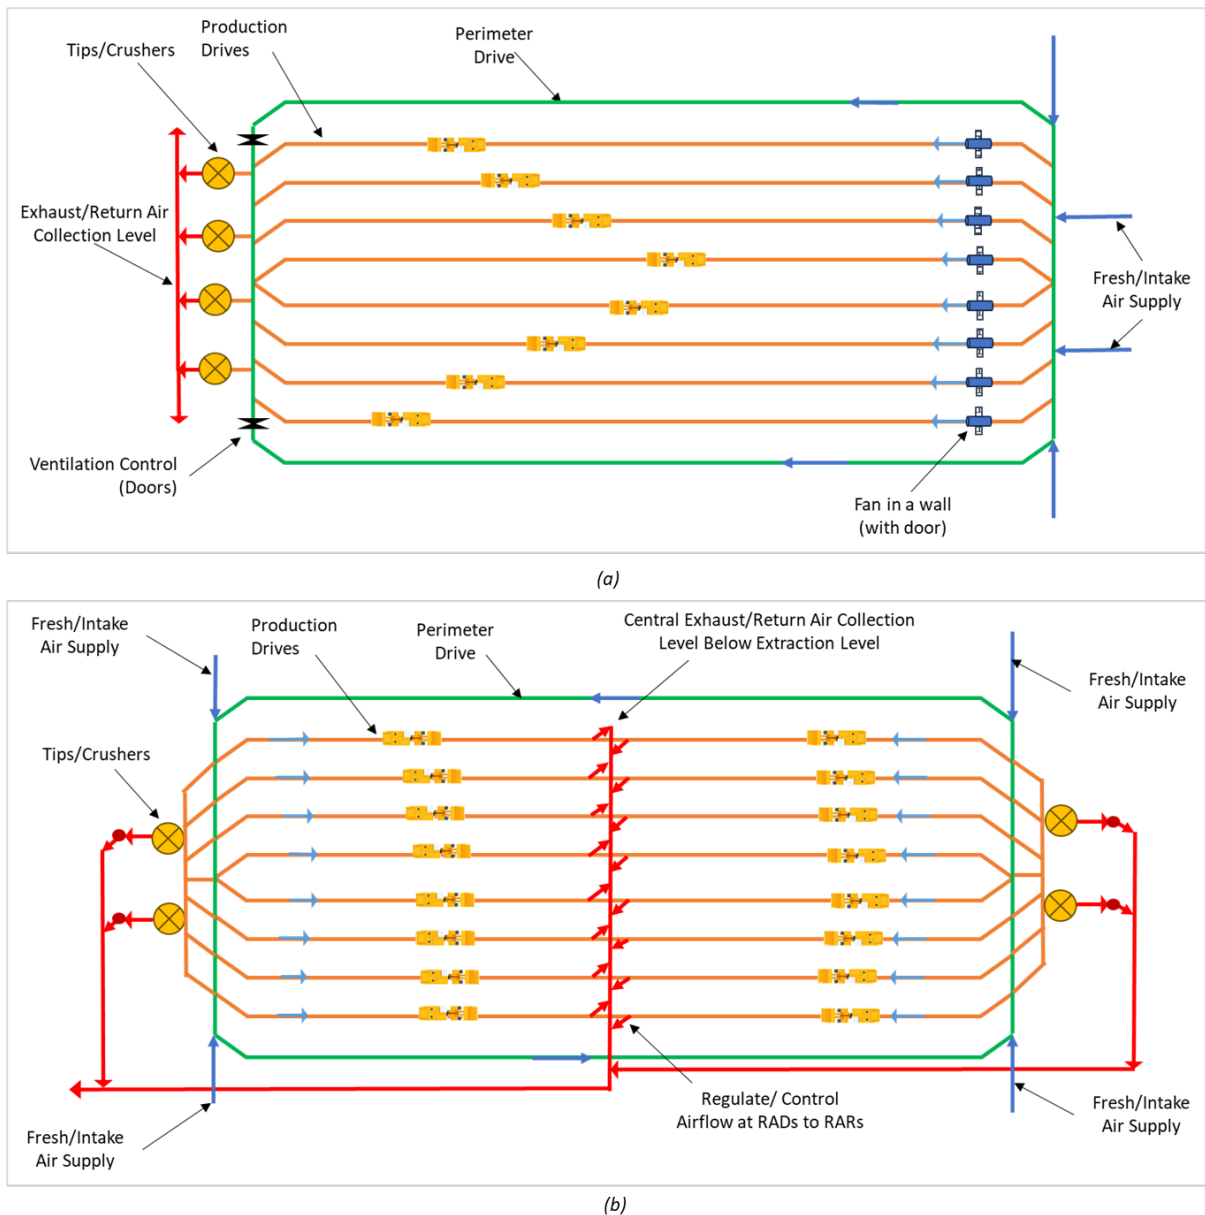 Production
Drives
Perimeter
Drive
Tips/Crushers
Exhaust/Return Air
Collection Level
Fresh/Intake
Air Supply
Ventilation Control
(Doors)
Fan in a wall
(with door)
(a)
Fresh/Intake
Air Supply
Production
Drives
Perimeter
Drive
Central Exhaust/Return Air Collection
Level Below Extraction Level
Fresh/Intake
Air Supply
Tips/Crushers
Regulate/ Control
Airflow at RADs to RARs
Fresh/Intake
Air Supply
Fresh/Intake
Air Supply
(b)